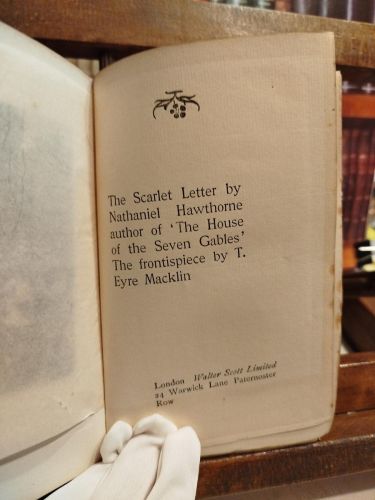 The Scarlet Letter by
Nathaniel Hawthorne
author of ‘The House
of the Seven Gables’
The frontispiece by T.
Eyre Macklin
London Walter Scott Limited
24 Warwick Lane Paternoster
Row